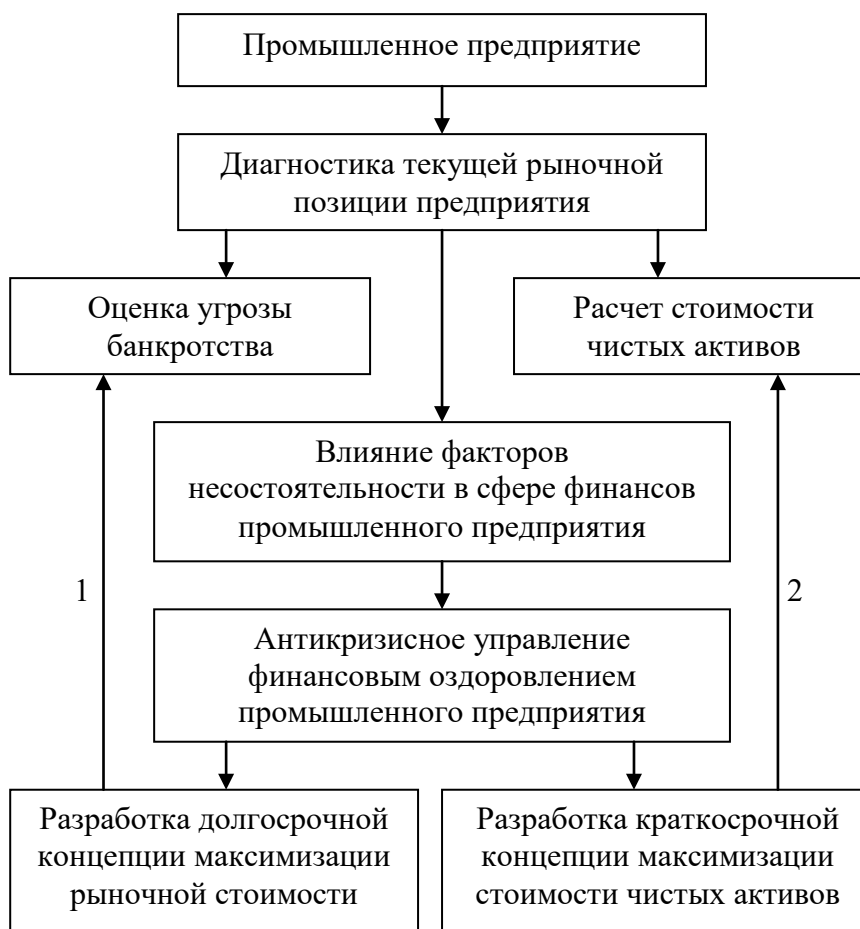 Промышленное предприятие
Диагностика текущей рыночной
позиции предприятия
Оценка угрозы
банкротства
Расчет стоимости
чистых активов
Влияние факторов
несостоятельности в сфере финансов
промышленного предприятия
1
2
Антикризисное управление
финансовым оздоровлением
промышленного предприятия
Разработка долгосрочной
концепции максимизации
рыночной стоимости
Разработка краткосрочной
концепции максимизации
стоимости чистых активов